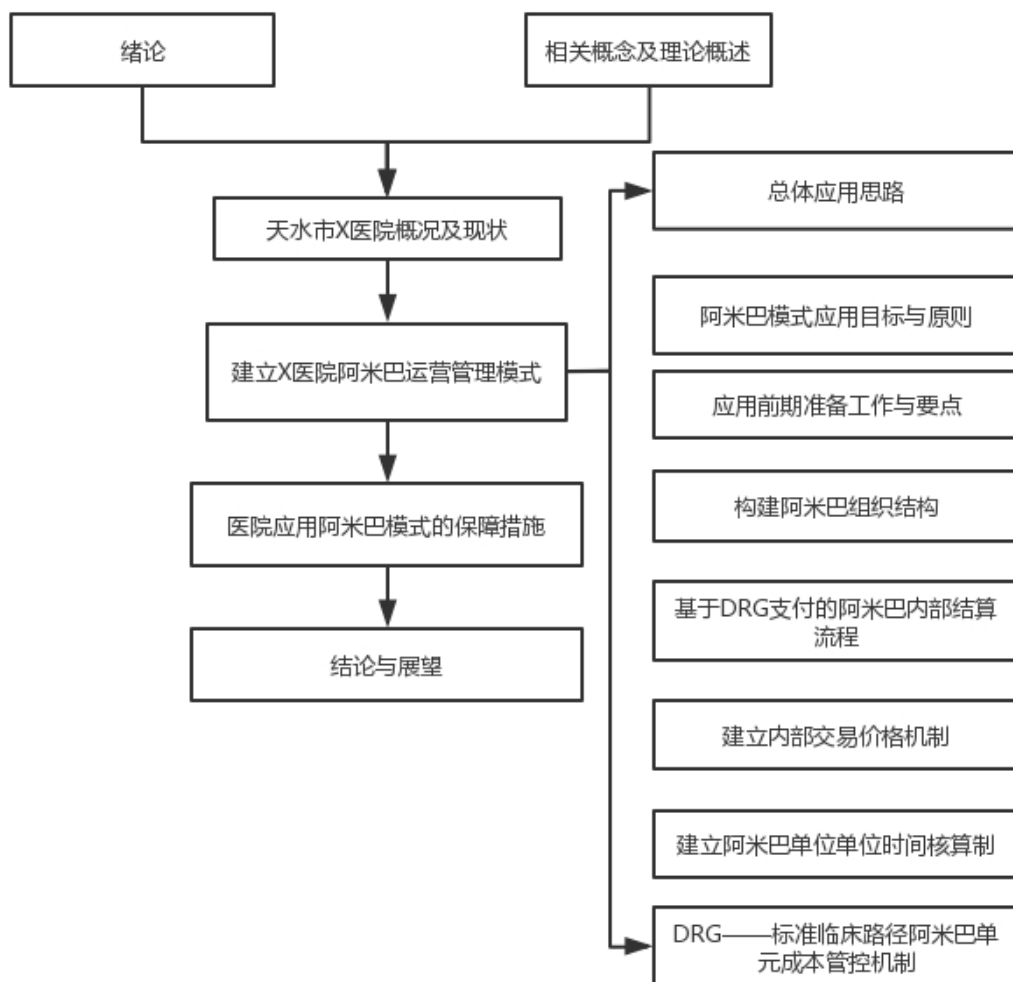 绪论
相关概念及理论概述
天水市X医院概况及现状
建立X医院阿米巴运营管理模式
医院应用阿米巴模式的保障措施
结论与展望
总体应用思路
阿米巴模式应用目标与原则
应用前期准备工作与要点
构建阿米巴组织结构
基于DRG支付的阿米巴内部结算
流程
建立内部交易价格机制
建立阿米巴单位单位时间核算制
DRG——标准临床路径阿米巴单
元成本管控机制